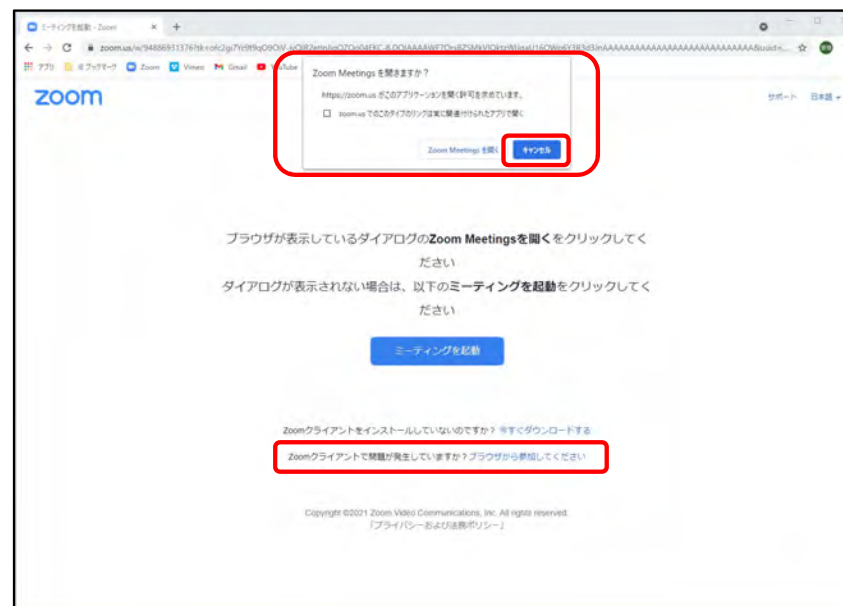 ミーティングを起動 - Zoom
アプリ
Zoom
Vimeo
Gmail
YouTube
zoom
サポート 日本語
Zoom Meetings を開きますか？
https://zoom.us がこのアプリケーションを開く許可を求めています。
zoom.us でのこのタイプのリンクは常に関連付けられたアプリで開く
Zoom Meetings を開く
キャンセル
ブラウザが表示しているダイアログのZoom Meetingsを開くをクリックしてく
ださい
ダイアログが表示されない場合は、以下のミーティングを起動をクリックしてく
ださい
ミーティングを起動
Zoomクライアントをインストールしていないのですか？ 今すぐダウンロードする
Zoomクライアントで問題が発生していますか？ブラウザから参加してください
Copyright ©2021 Zoom Video Communications, Inc. All rights reserved.
「プライバシーおよび法務ポリシー」